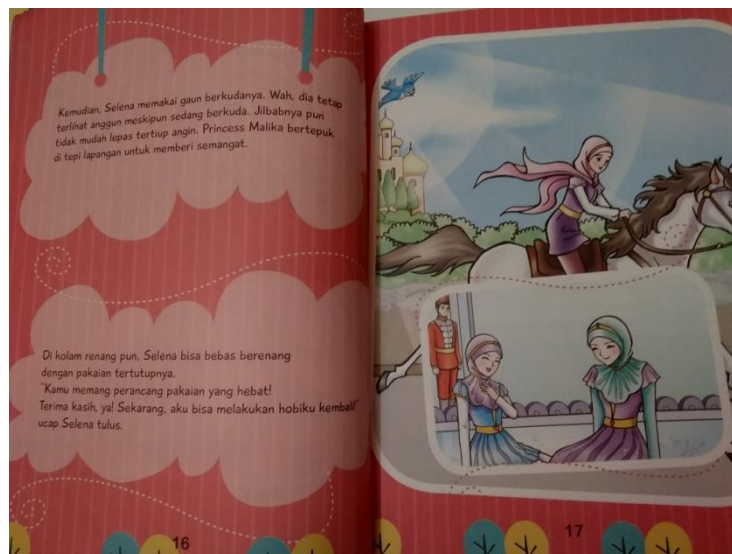 Kemudian, Selena memakai gaun berkudanya. Wah, dia tetap
terlihat anggun meskipun sedang berkuda. Jilbabnya pun
tidak mudah lepas tertiup angin. Princess Malika bertepuk
di tepi lapangan untuk memberi semangat.
Di kolam renang pun, Selena bisa bebas berenang
dengan pakaian tertutupnya.
"Kamu memang perancang pakaian yang hebat!
Terima kasih, ya! Sekarang, aku bisa melakukan hobiku kembali!"
ucap Selena tulus.
16
17